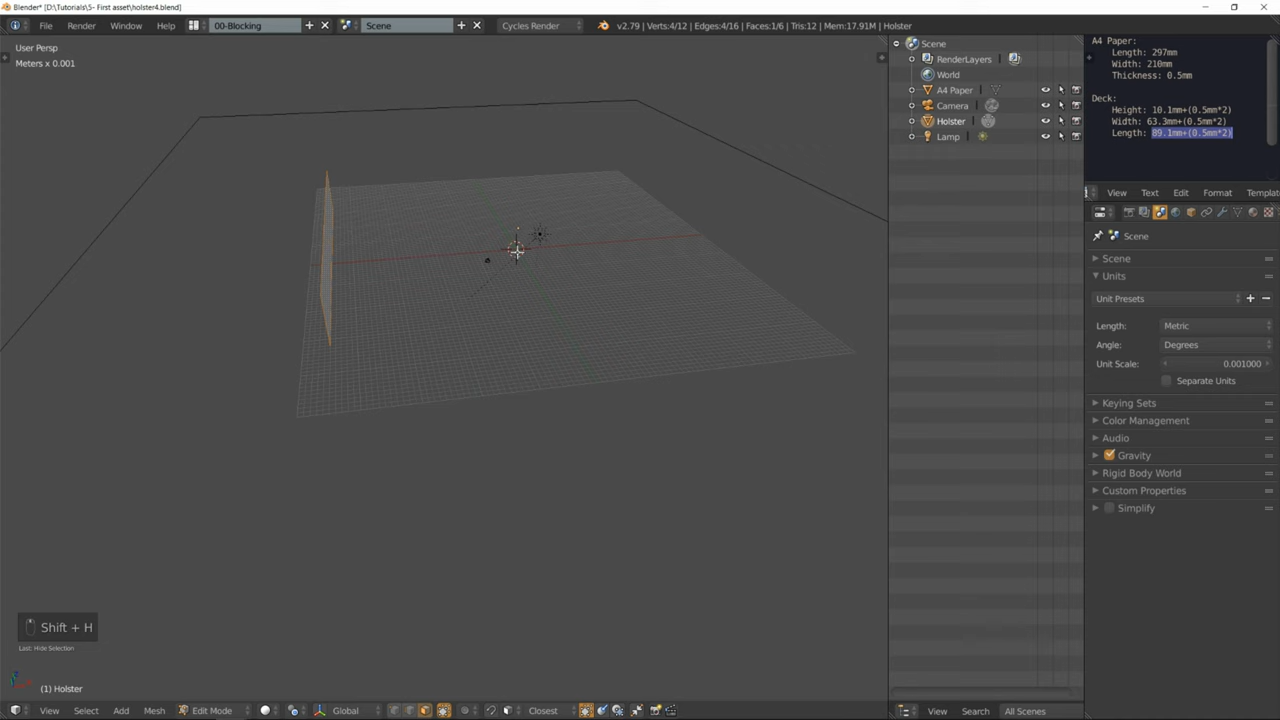 Blender* [D:\Tutorials\5- First asset\holster4.blend]
File Render Window Help 00-Blocking Scene Cycles Render v2.79 | Verts:4/12 | Edges:4/16 | Faces:1/6 | Tris:12 | Mem:17.91M | Holster
User Persp
Meters x 0.001
Scene
RenderLayers
World
A4 Paper
Camera
Holster
Lamp
A4 Paper:
Length: 297mm
Width: 210mm
Thickness: 0.5mm
Deck:
Height: 10.1mm+(0.5mm*2)
Width: 63.3mm+(0.5mm*2)
Length: 89.1mm+(0.5mm*2)
View Text Edit Format Templat
Scene
Scene
Units
Unit Presets
Length: Metric
Angle: Degrees
Unit Scale: 0.001000
Separate Units
Keying Sets
Color Management
Audio
Gravity
Rigid Body World
Custom Properties
Simplify
Shift + H
Last: Hide Selection
(1) Holster
View Select Add Mesh Edit Mode Global Closest
View Search All Scenes